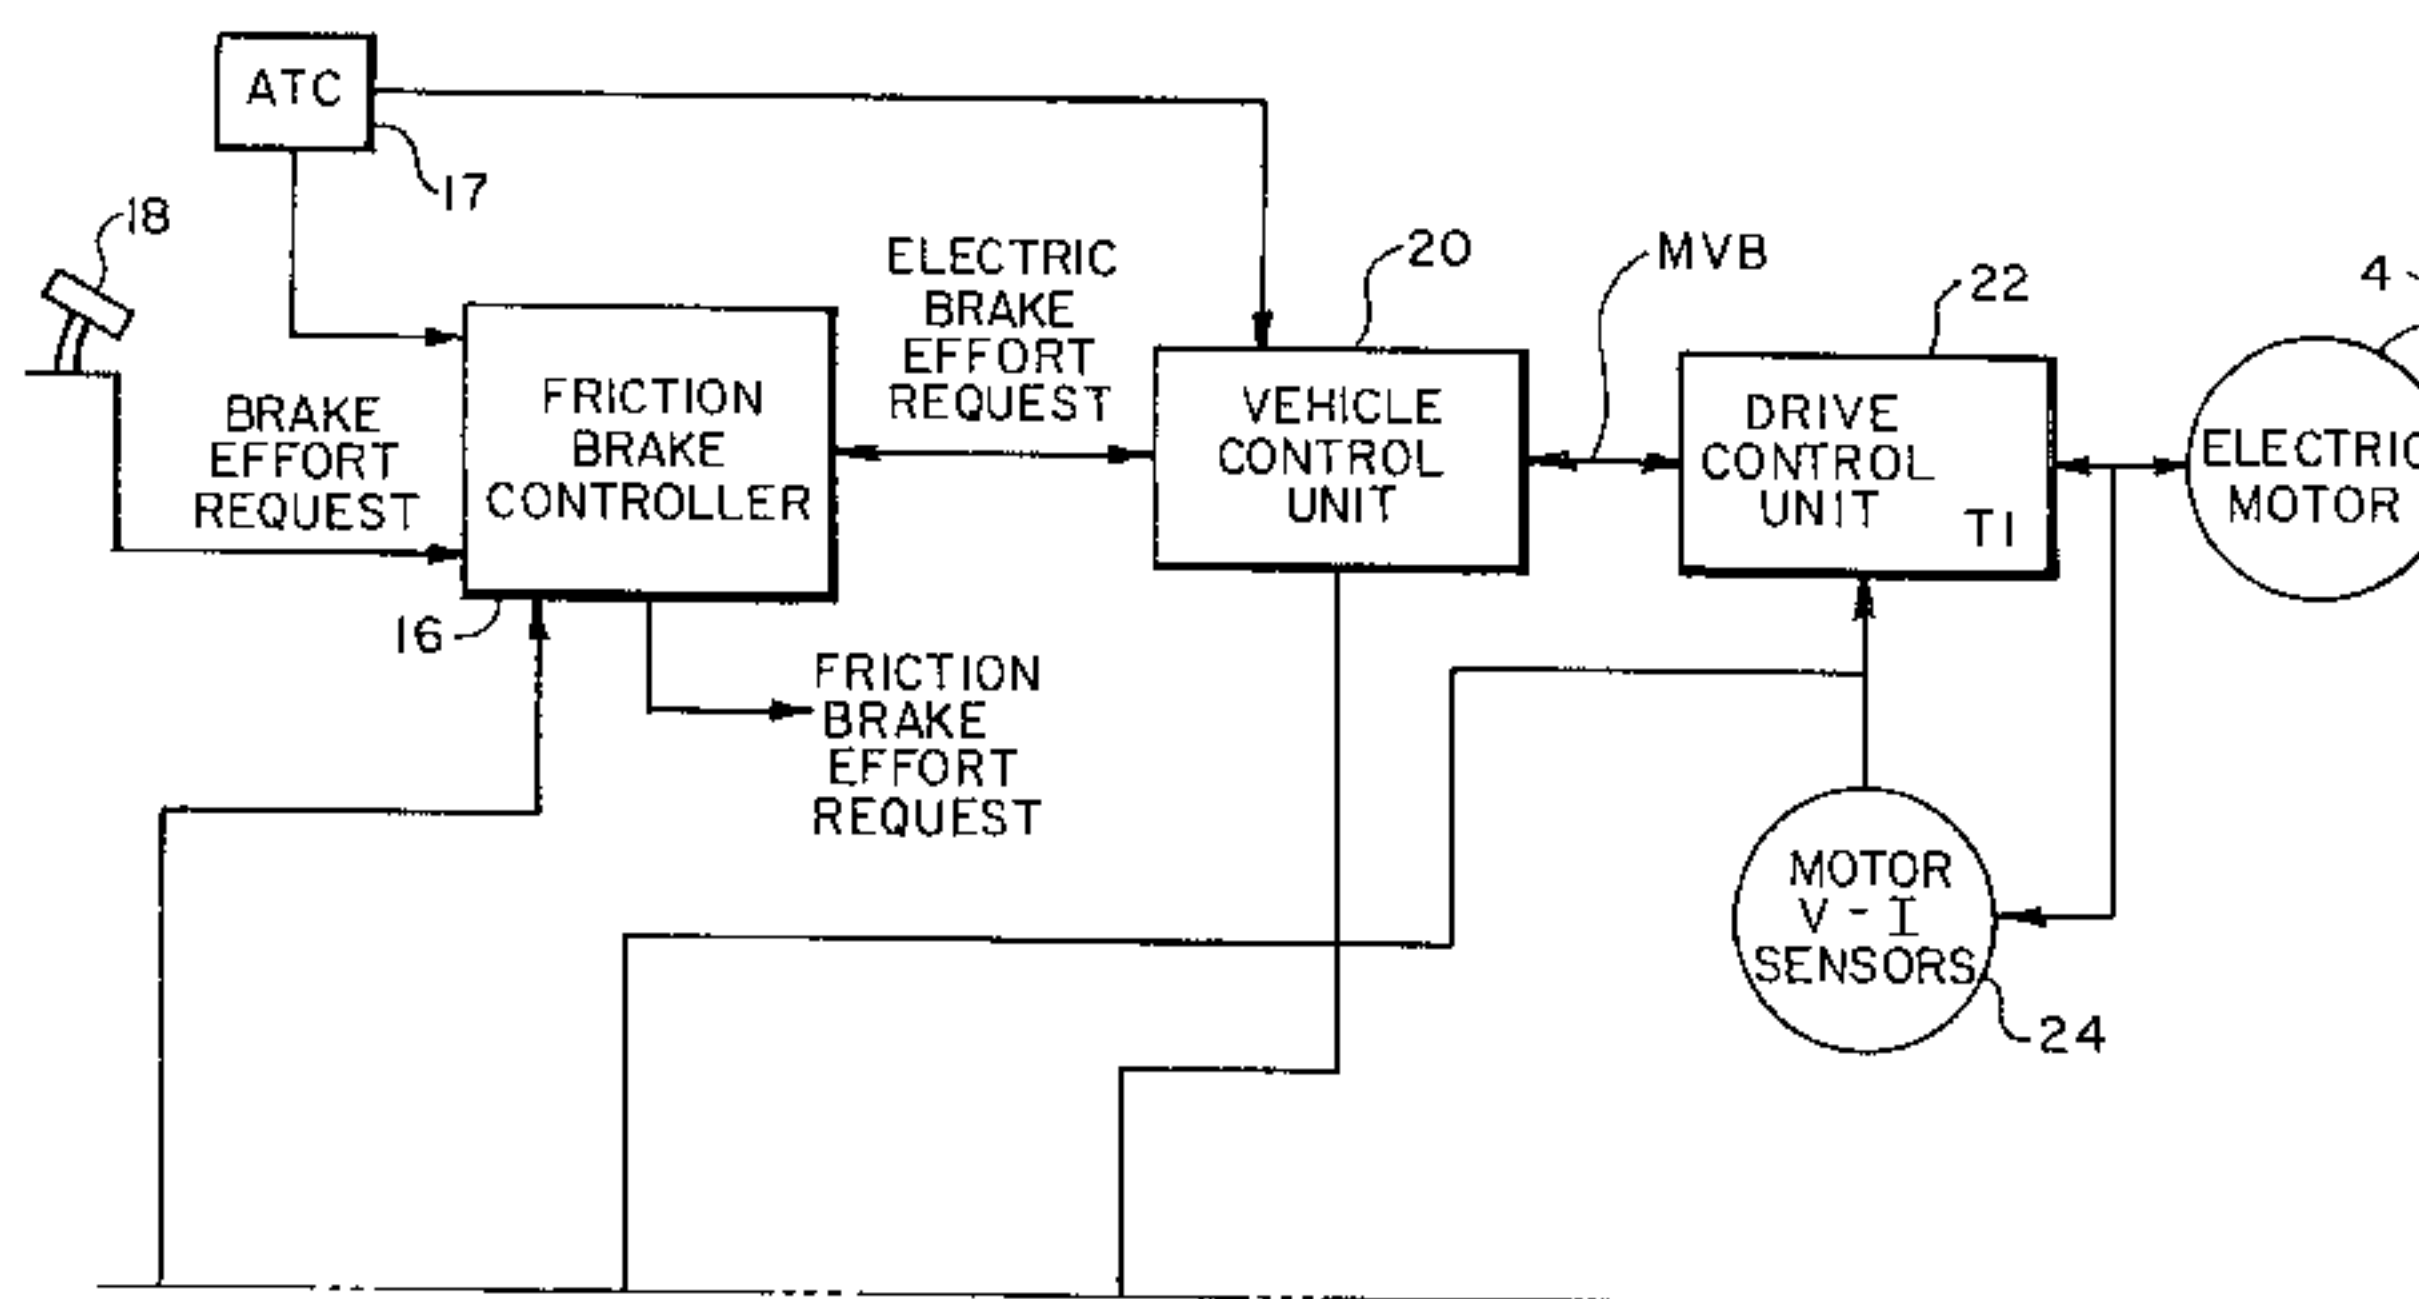 ATC
17
18
BRAKE
EFFORT
REQUEST
FRICTION
BRAKE
CONTROLLER
16
ELECTRIC
BRAKE
EFFORT
REQUEST
FRICTION
BRAKE
EFFORT
REQUEST
20
VEHICLE
CONTROL
UNIT
MVB
22
DRIVE
CONTROL
UNIT
T1
4
ELECTRIC
MOTOR
MOTOR
V - I
SENSORS
24